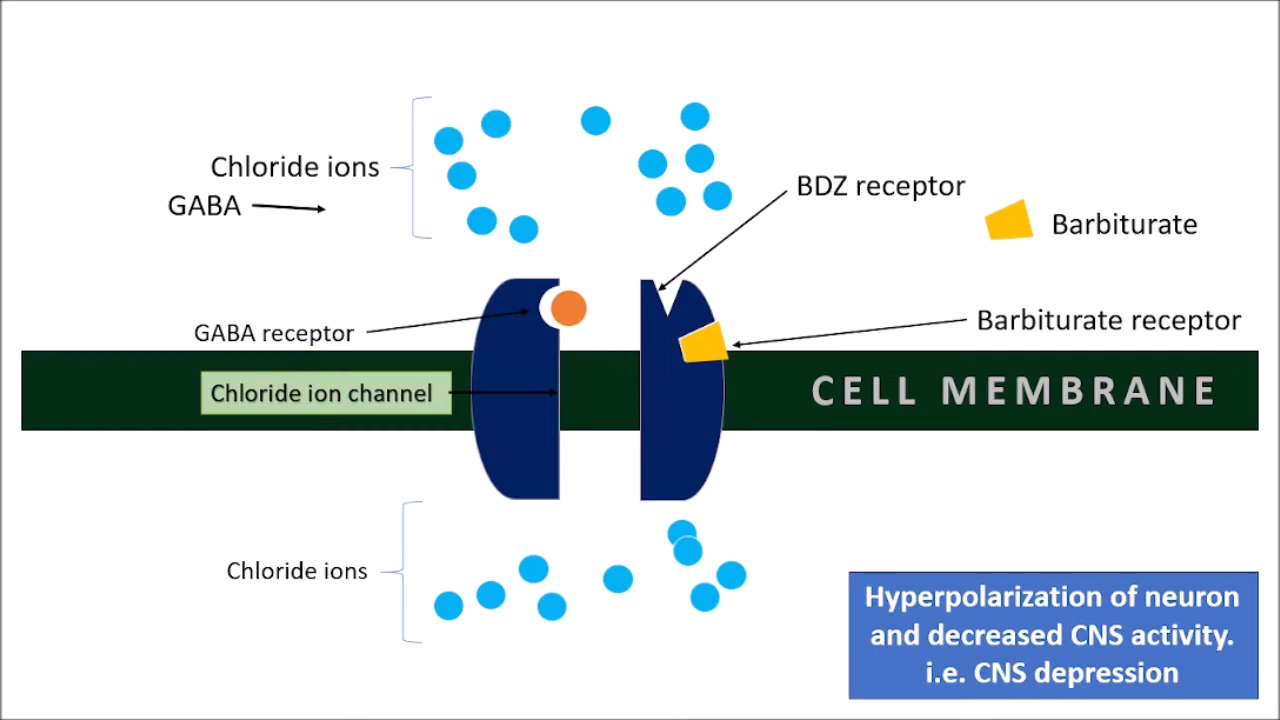 Chloride ions
GABA
BDZ receptor
Barbiturate
GABA receptor
Barbiturate receptor
Chloride ion channel
CELL MEMBRANE
Chloride ions
Hyperpolarization of neuron
and decreased CNS activity.
i.e. CNS depression